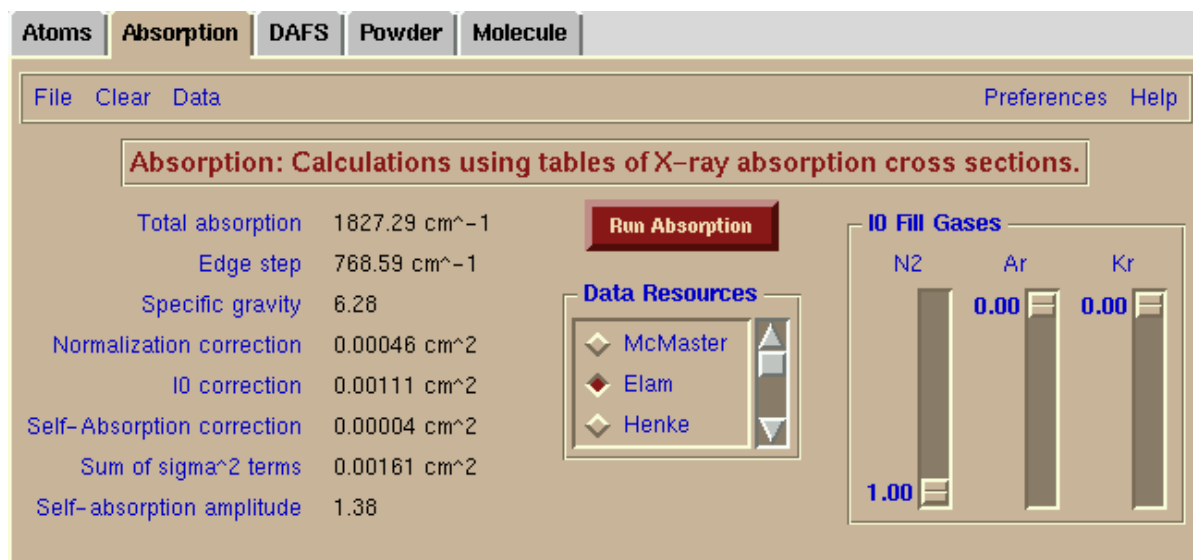 Atoms Absorption DAFS Powder Molecule
File Clear Data Preferences Help
Absorption: Calculations using tables of X-ray absorption cross sections.
Total absorption 1827.29 cm^-1
Edge step 768.59 cm^-1
Specific gravity 6.28
Normalization correction 0.00046 cm^2
I0 correction 0.00111 cm^2
Self-Absorption correction 0.00004 cm^2
Sum of sigma^2 terms 0.00161 cm^2
Self-absorption amplitude 1.38
Run Absorption
Data Resources
McMaster
Elam
Henke
I0 Fill Gases
N2 Ar Kr
0.00 0.00
1.00